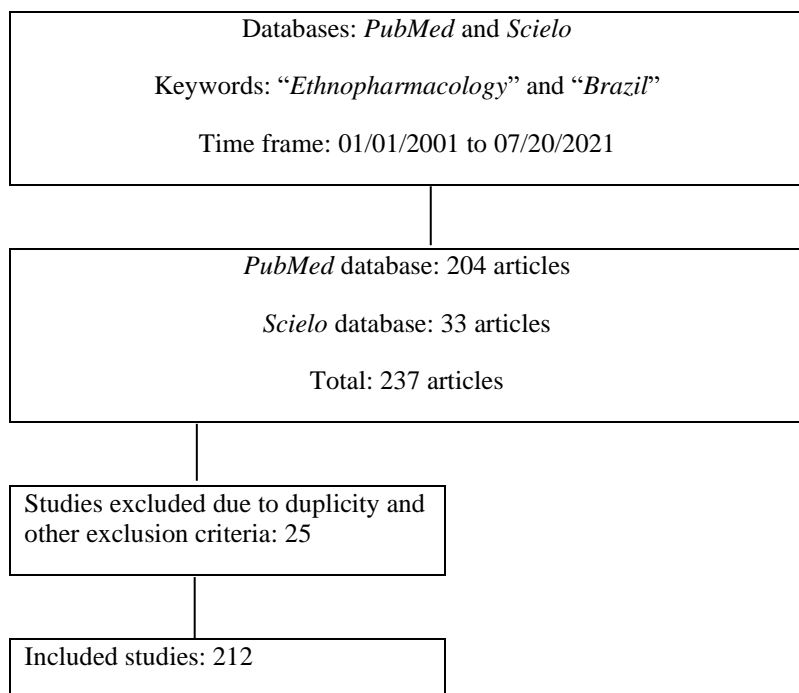 Databases: PubMed and Scielo
Keywords: “Ethnopharmacology” and “Brazil”
Time frame: 01/01/2001 to 07/20/2021
PubMed database: 204 articles
Scielo database: 33 articles
Total: 237 articles
Studies excluded due to duplicity and
other exclusion criteria: 25
Included studies: 212